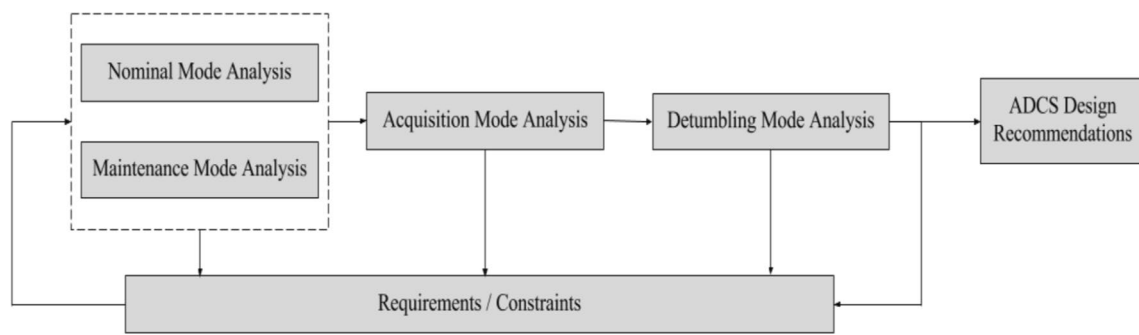 Nominal Mode Analysis
Maintenance Mode Analysis
Acquisition Mode Analysis
Detumbling Mode Analysis
ADCS Design
Recommendations
Requirements / Constraints